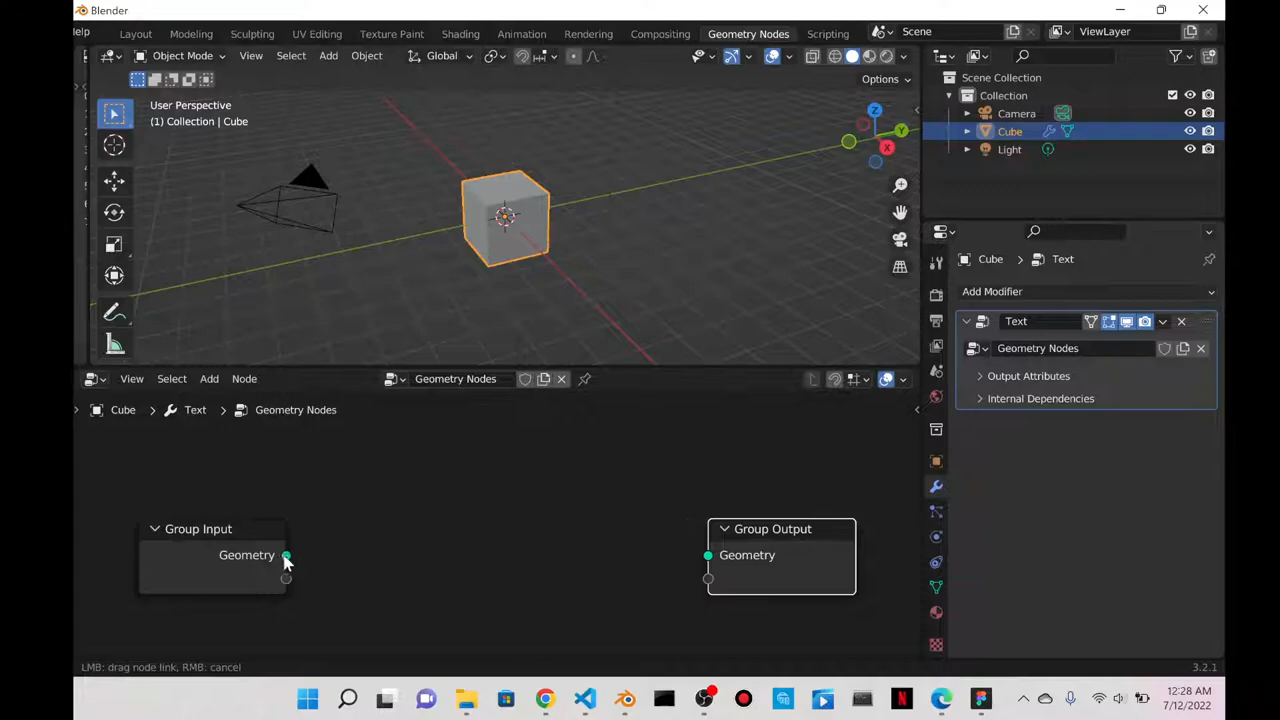 Blender
Help Layout Modeling Sculpting UV Editing Texture Paint Shading Animation Rendering Compositing Geometry Nodes Scripting Scene ViewLayer
Object Mode View Select Add Object Global
Options
User Perspective
(1) Collection | Cube
Z
Y
X
Scene Collection
Collection
Camera
Cube
Light
Cube > Text
Add Modifier
Text
Geometry Nodes
Output Attributes
Internal Dependencies
View Select Add Node Geometry Nodes
Cube > Text > Geometry Nodes
Group Input
Geometry
Group Output
Geometry
LMB: drag node link, RMB: cancel
3.2.1
12:28 AM
7/12/2022